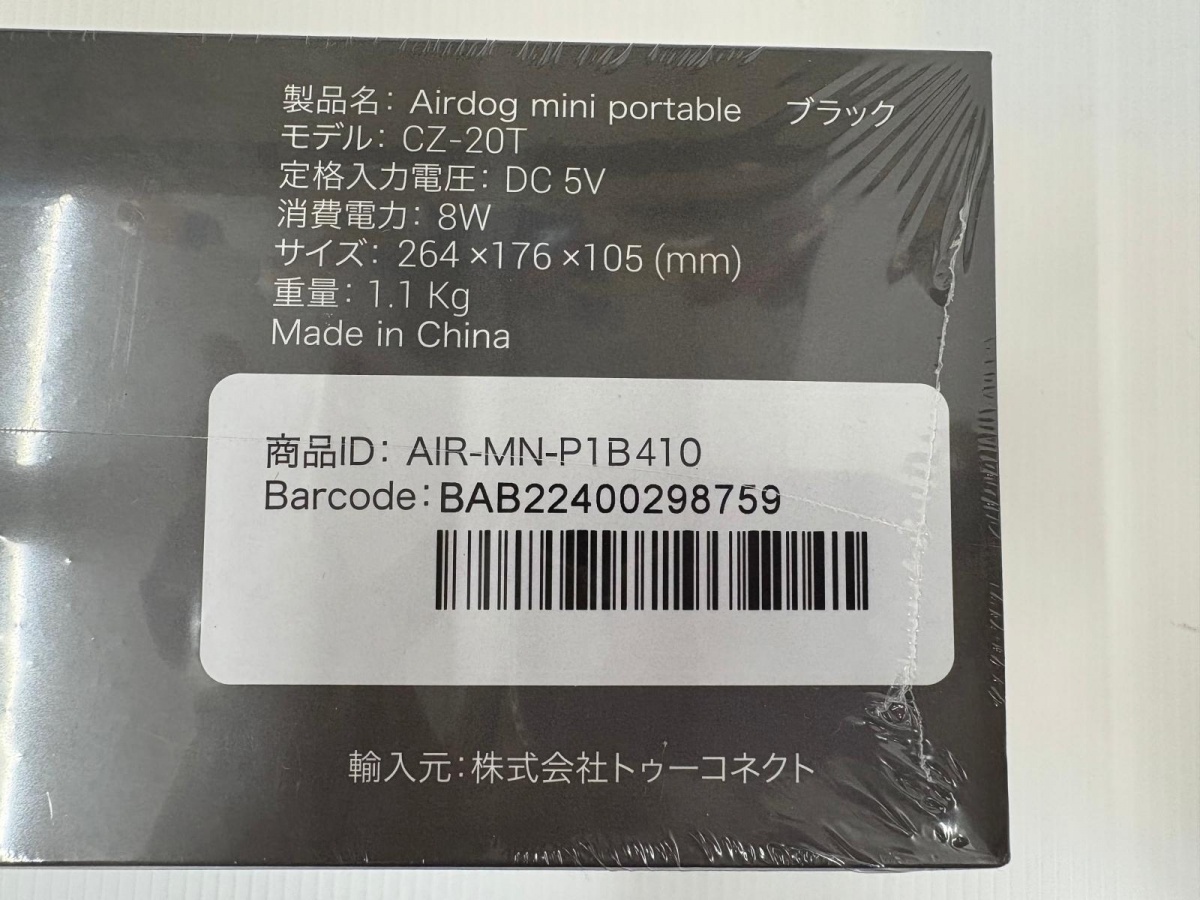 製品名: Airdog mini portable ブラック
モデル: CZ-20T
定格入力電圧: DC 5V
消費電力: 8W
サイズ: 264 ×176 ×105 (mm)
重量: 1.1 Kg
Made in China
商品ID: AIR-MN-P1B410
Barcode: BAB22400298759
輸入元:株式会社トゥーコネクト